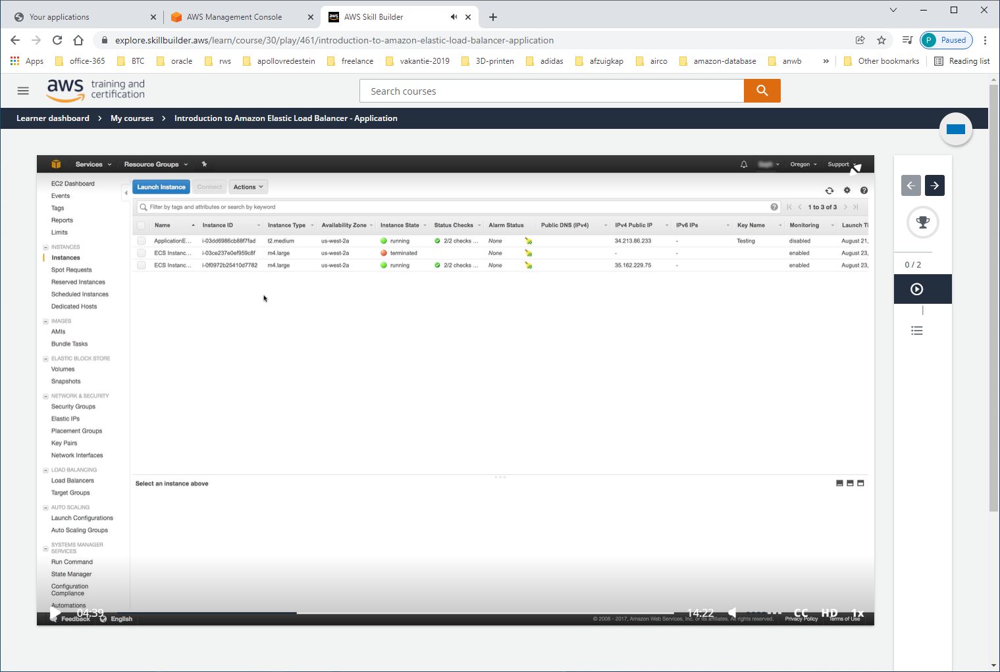 Your applications
AWS Management Console
aws
AWS Skill Builder
explore.skillbuilder.aws/learn/course/30/play/461/introduction-to-amazon-elastic-load-balancer-application
P Paused
Apps office-365 BTC oracle rws apollovredestein freelance vakantie-2019 3D-printen adidas afzuigkap airco amazon-database anwb » Other bookmarks Reading list
aws training and certification
Search courses
Learner dashboard > My courses > Introduction to Amazon Elastic Load Balancer - Application
Services Resource Groups Oregon Support
EC2 Dashboard
Events
Tags
Reports
Limits
INSTANCES
Instances
Spot Requests
Reserved Instances
Scheduled Instances
Dedicated Hosts
IMAGES
AMIs
Bundle Tasks
ELASTIC BLOCK STORE
Volumes
Snapshots
NETWORK & SECURITY
Security Groups
Elastic IPs
Placement Groups
Key Pairs
Network Interfaces
LOAD BALANCING
Load Balancers
Target Groups
AUTO SCALING
Launch Configurations
Auto Scaling Groups
SYSTEMS MANAGER
SERVICES
Run Command
State Manager
Configuration
Compliance
Automations
Launch Instance Connect Actions
Filter by tags and attributes or search by keyword
1 to 3 of 3
Name Instance ID Instance Type Availability Zone Instance State Status Checks Alarm Status Public DNS (IPv4) IPv4 Public IP IPv6 IPs Key Name Monitoring Launch Ti
ApplicationE... i-03dd6986cb88f7fad t2.medium us-west-2a running 2/2 checks ... None 34.213.86.233 - Testing disabled August 21,
ECS Instanc... i-03ce237e0ef959c8f m4.large us-west-2a terminated None - - enabled August 23,
ECS Instanc... i-0f0972b25410d7782 m4.large us-west-2a running 2/2 checks ... None 35.162.229.75 - enabled August 23,
Select an instance above
0 / 2
04:39
14:22 CC HD 1x
Feedback English
© 2008 - 2017, Amazon Web Services, Inc. or its affiliates. All rights reserved. Privacy Policy Terms of Use